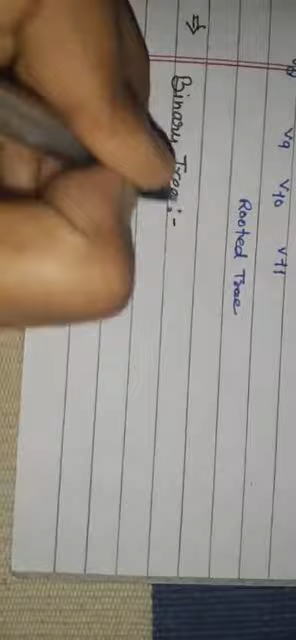 V9 V10 V11
Rooted Tree
⇒ Binary Tree :-